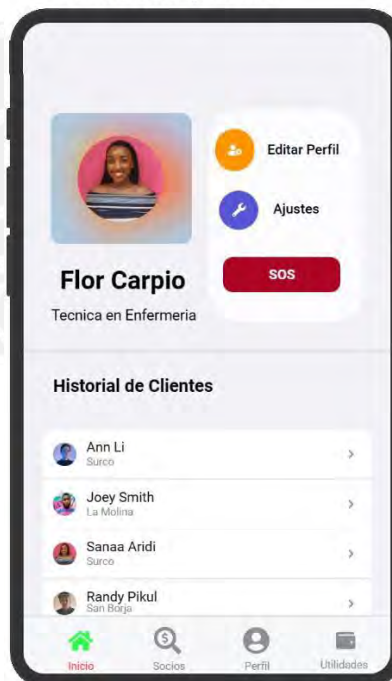 Editar Perfil
Ajustes
SOS
Flor Carpio
Tecnica en Enfermeria
Historial de Clientes
Ann Li
Surco
Joey Smith
La Molina
Sanaa Aridi
Surco
Randy Pikul
San Borja
Inicio
Socios
Perfil
Utilidades